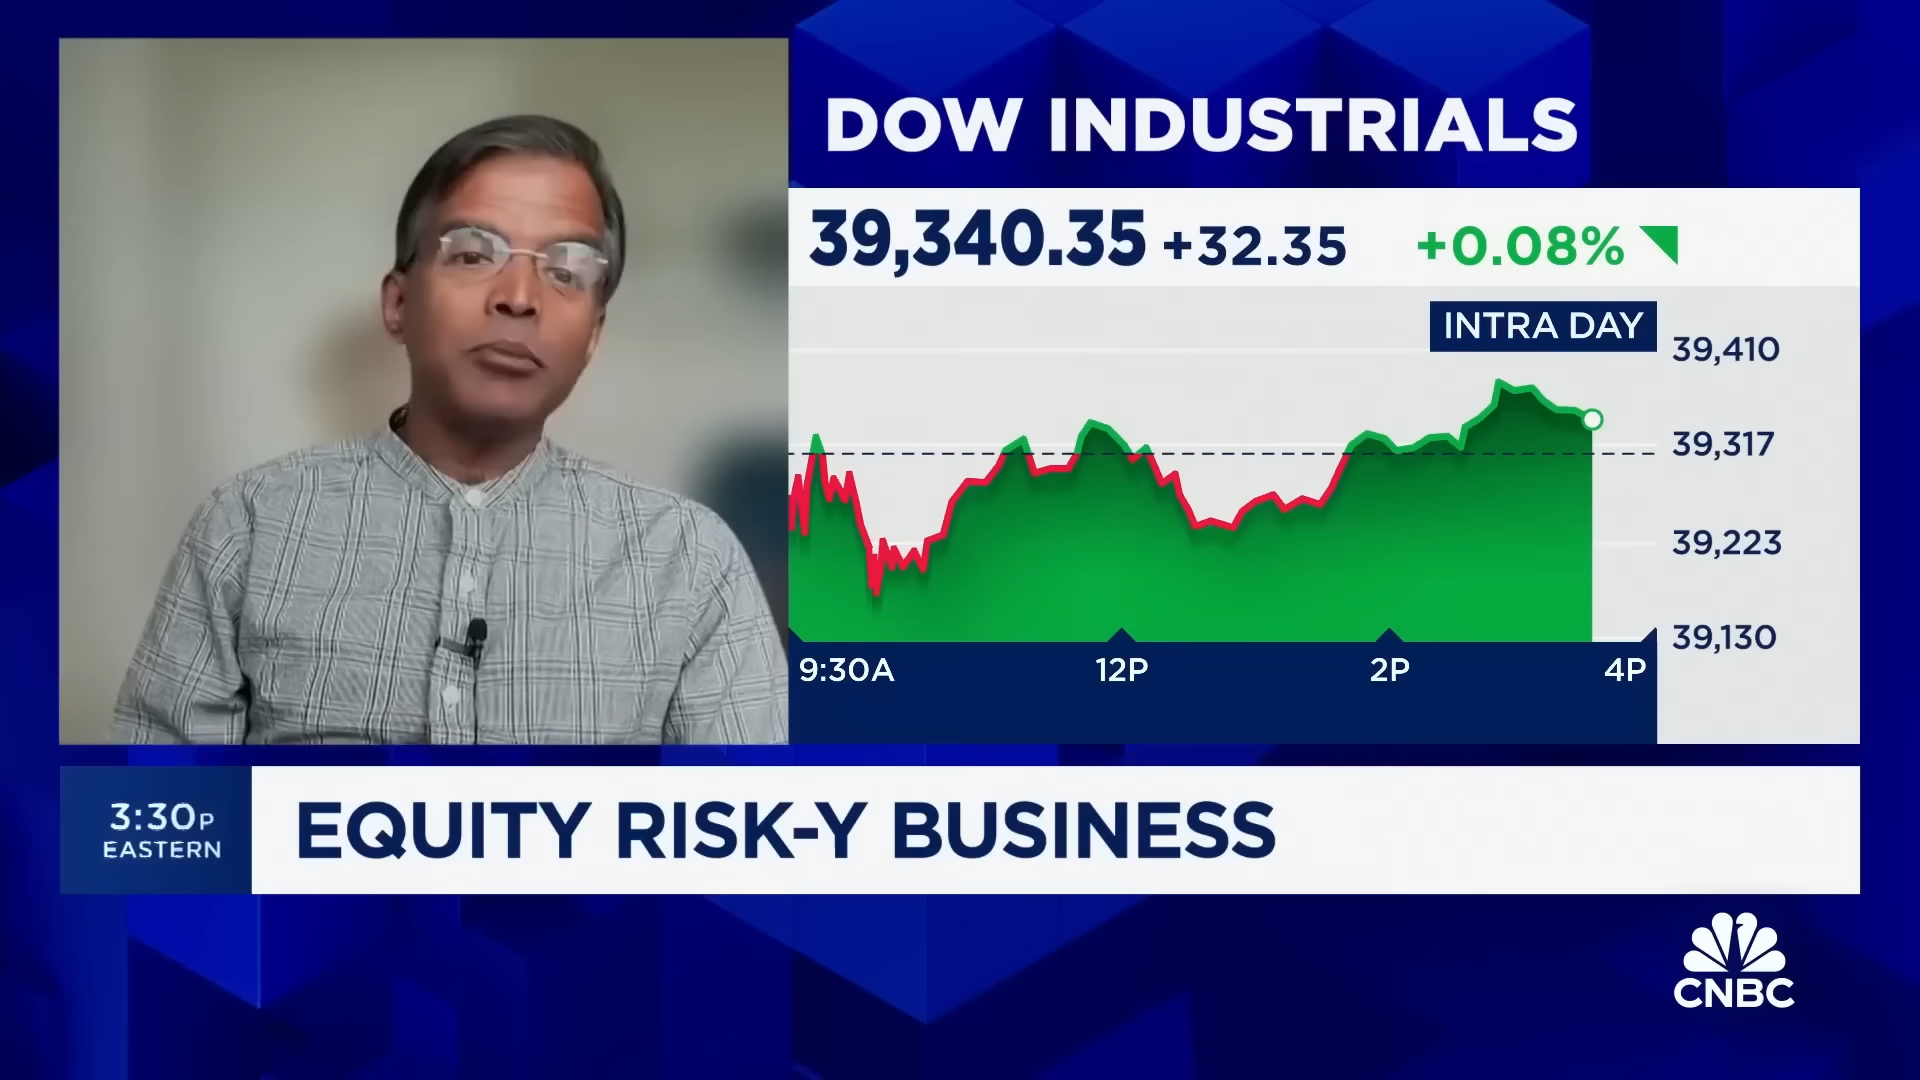 DOW INDUSTRIALS
39,340.35 +32.35 +0.08%
INTRA DAY
39,410
39,317
39,223
39,130
9:30A 12P 2P 4P
3:30P
EASTERN
EQUITY RISK-Y BUSINESS
CNBC